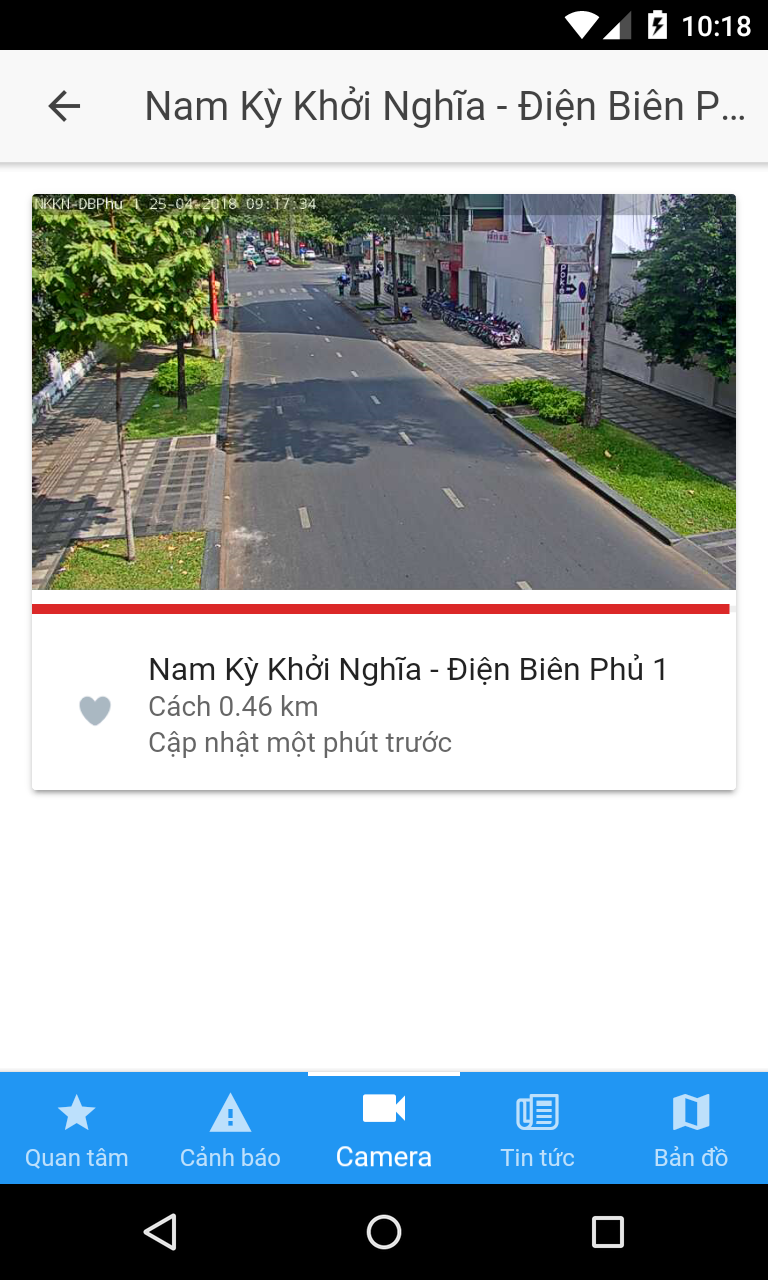 10:18
Nam Kỳ Khởi Nghĩa - Điện Biên P...
NKKN-DBPhu 1 25-04-2018 09:17:34
Nam Kỳ Khởi Nghĩa - Điện Biên Phủ 1
Cách 0.46 km
Cập nhật một phút trước
Quan tâm
Cảnh báo
Camera
Tin tức
Bản đồ